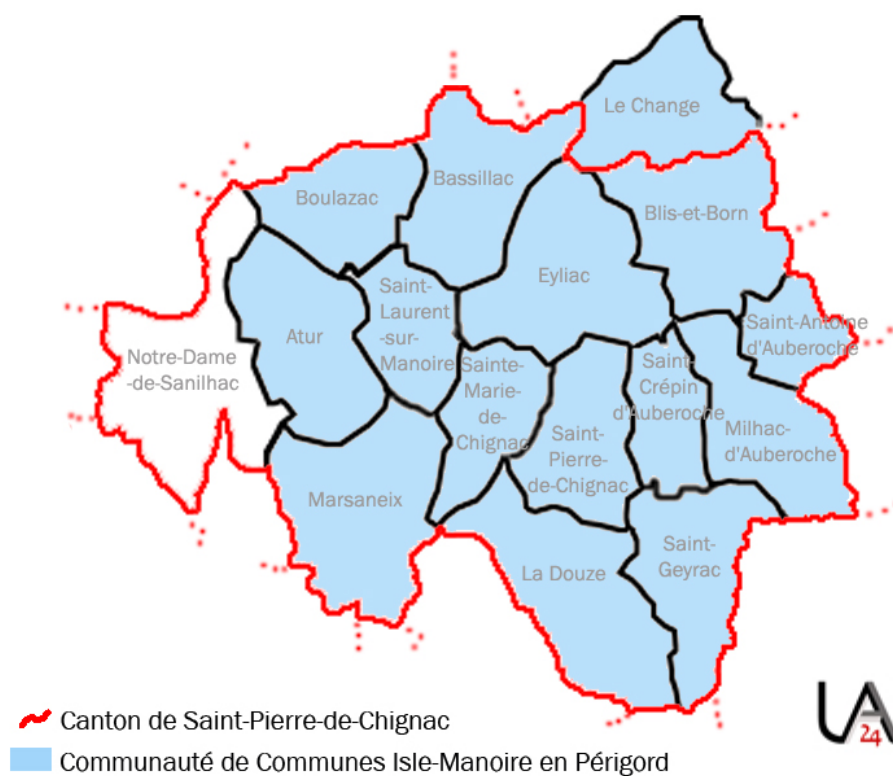 Le Change
Bassillac
Boulazac
Blis-et-Born
Eyliac
Saint-
Laurent
-sur-
Manoire
Saint-Antoine
d'Auberoche
Atur
Notre-Dame
-de-Sanilhac
Sainte-
Marie-
de-
Chignac
Saint-
Crépin
d'Auberoche
Saint-
Pierre-
de-Chignac
Milhac-
d'Auberoche
Marsaneix
La Douze
Saint-
Geyrac
Canton de Saint-Pierre-de-Chignac
Communauté de Communes Isle-Manoire en Périgord
24